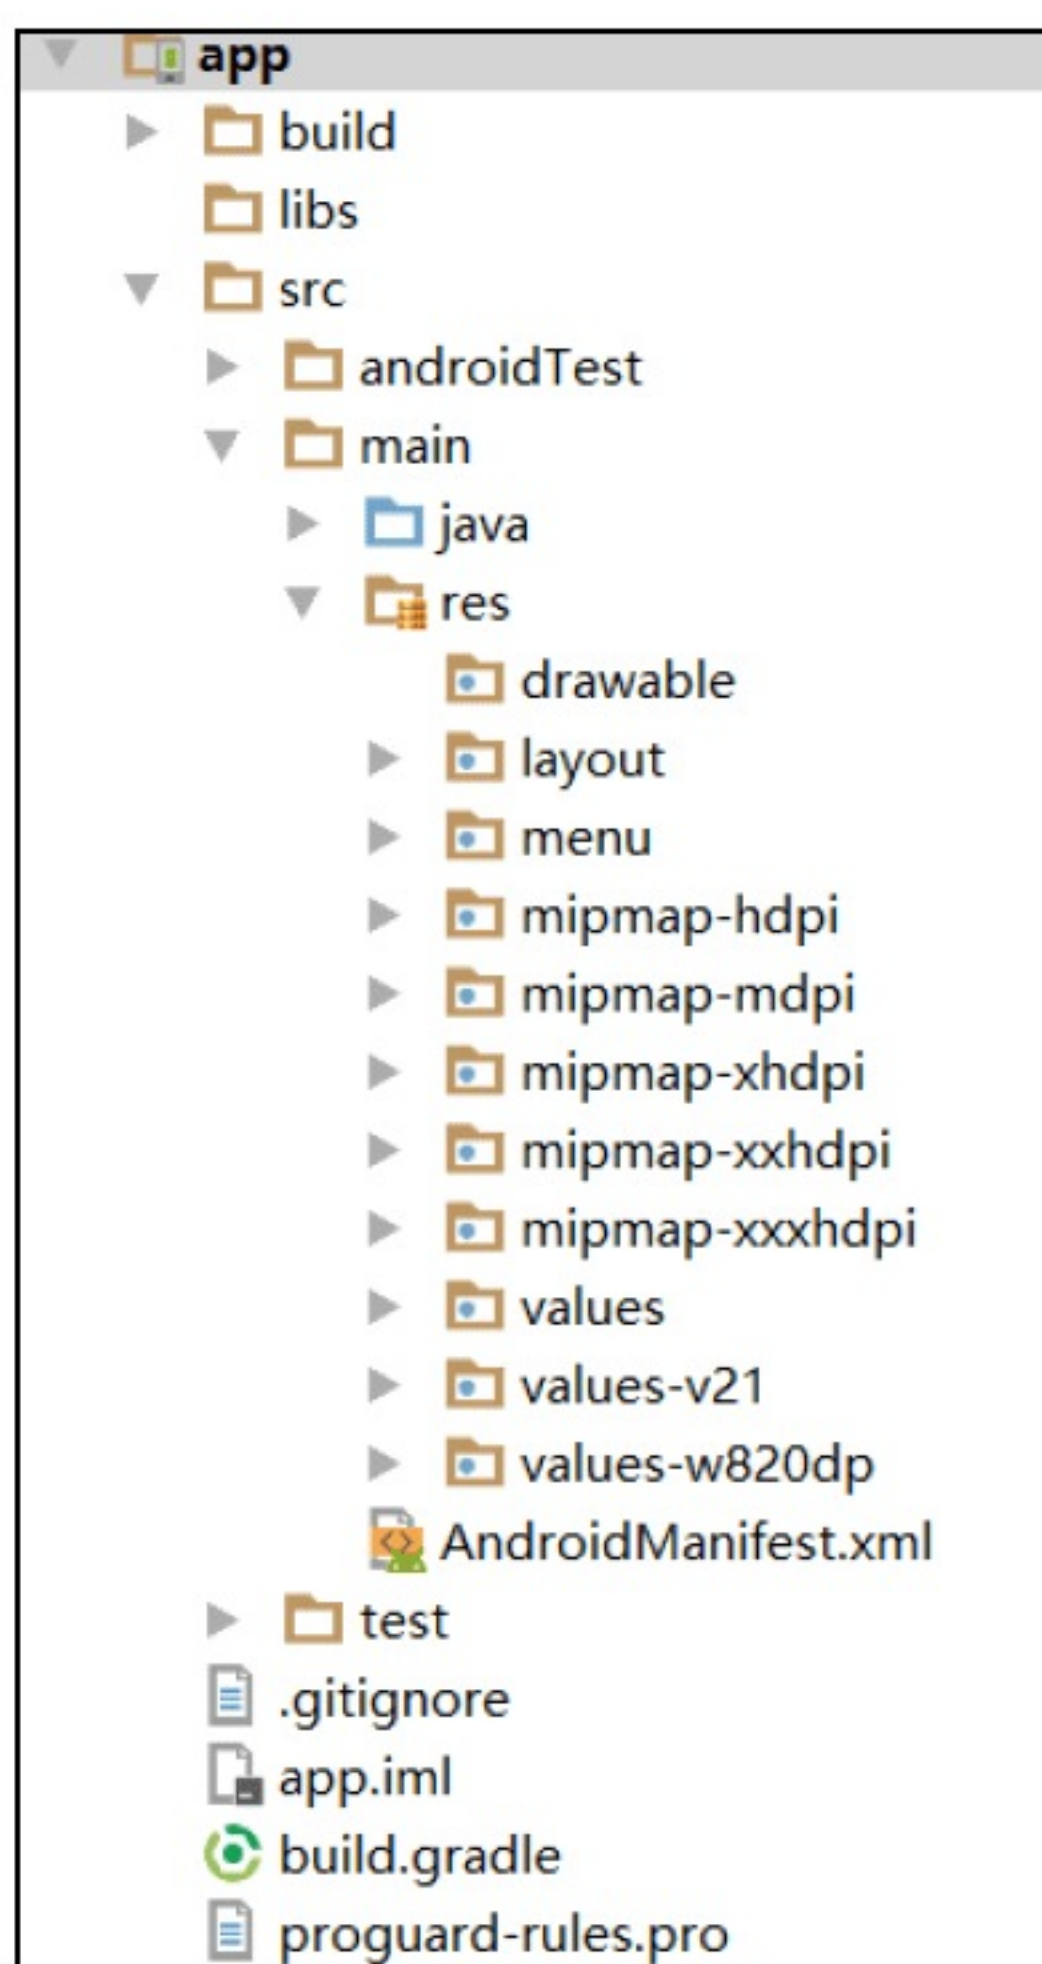 app
build
libs
src
androidTest
main
java
res
drawable
layout
menu
mipmap-hdpi
mipmap-mdpi
mipmap-xhdpi
mipmap-xxhdpi
mipmap-xxxhdpi
values
values-v21
values-w820dp
AndroidManifest.xml
test
.gitignore
app.iml
build.gradle
proguard-rules.pro